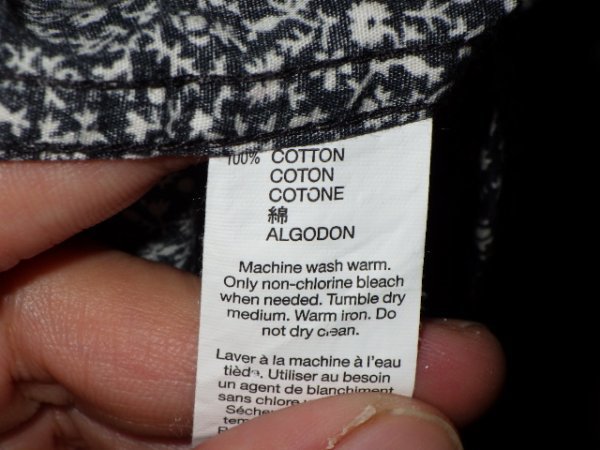 100% COTTON
COTON
COTONE
綿
ALGODON
Machine wash warm.
Only non-chlorine bleach
when needed. Tumble dry
medium. Warm iron. Do
not dry clean.
Laver à la machine à l'eau
tiède. Utiliser au besoin
un agent de blanchiment
sans chlore